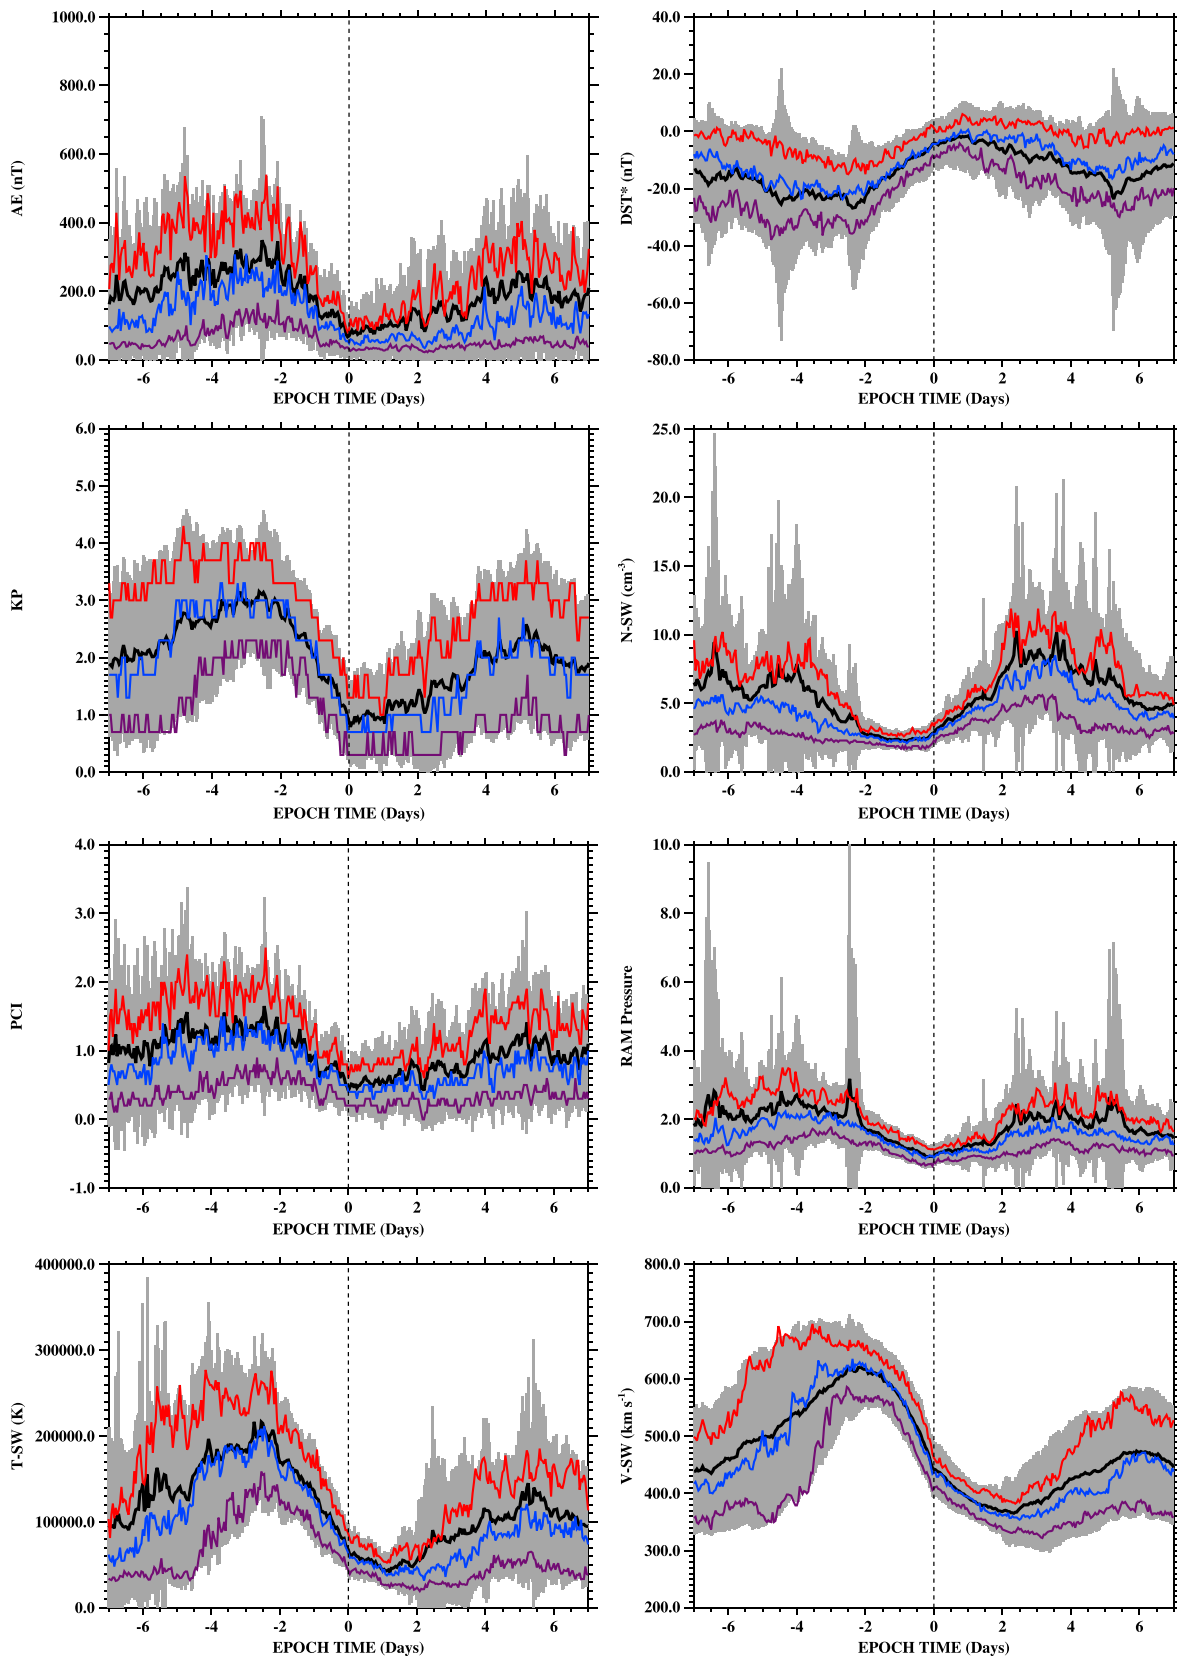 1000.0
800.0
600.0
400.0
200.0
0.0
AE (nT)
-6 -4 -2 0 2 4 6
EPOCH TIME (Days)
40.0
20.0
0.0
-20.0
-40.0
-60.0
-80.0
DST* (nT)
-6 -4 -2 0 2 4 6
EPOCH TIME (Days)
6.0
5.0
4.0
3.0
2.0
1.0
0.0
KP
-6 -4 -2 0 2 4 6
EPOCH TIME (Days)
25.0
20.0
15.0
10.0
5.0
0.0
N-SW (cm⁻³)
-6 -4 -2 0 2 4 6
EPOCH TIME (Days)
4.0
3.0
2.0
1.0
0.0
-1.0
PCI
-6 -4 -2 0 2 4 6
EPOCH TIME (Days)
10.0
8.0
6.0
4.0
2.0
0.0
RAM Pressure
-6 -4 -2 0 2 4 6
EPOCH TIME (Days)
400000.0
300000.0
200000.0
100000.0
0.0
T-SW (K)
-6 -4 -2 0 2 4 6
EPOCH TIME (Days)
800.0
700.0
600.0
500.0
400.0
300.0
200.0
V-SW (km s⁻¹)
-6 -4 -2 0 2 4 6
EPOCH TIME (Days)